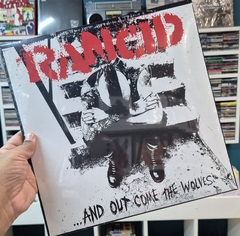 RANCID
...AND OUT COME THE WOLVES